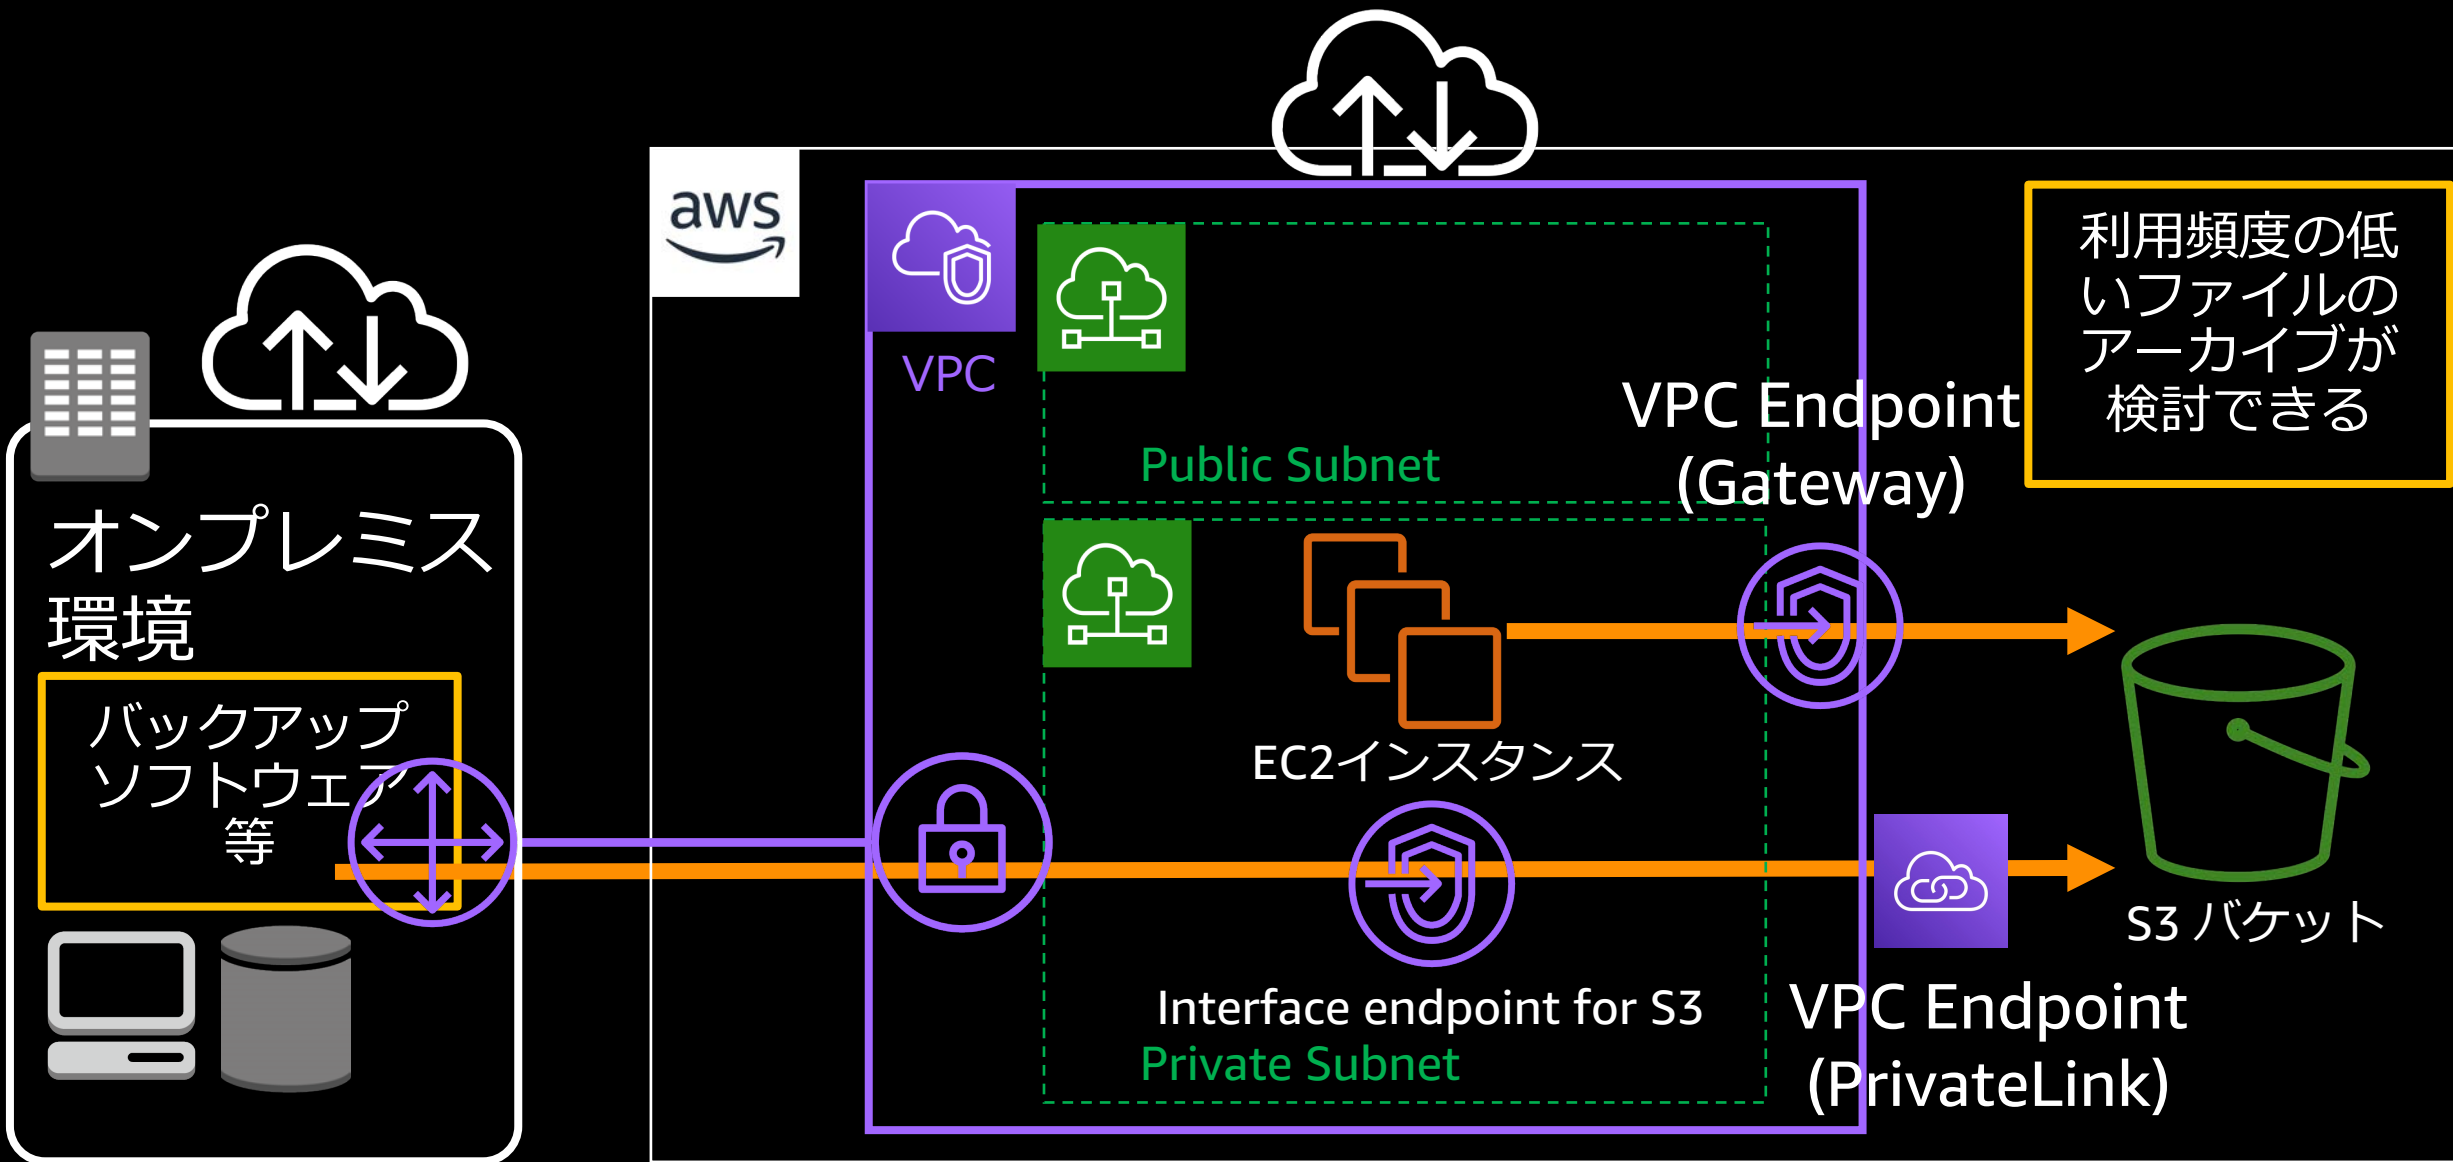 aws
VPC
利用頻度の低
いファイルの
アーカイブが
検討できる
VPC Endpoint
(Gateway)
Public Subnet
オンプレミス
環境
バックアップ
ソフトウェア
等
EC2インスタンス
S3 バケット
Interface endpoint for S3
Private Subnet
VPC Endpoint
(PrivateLink)